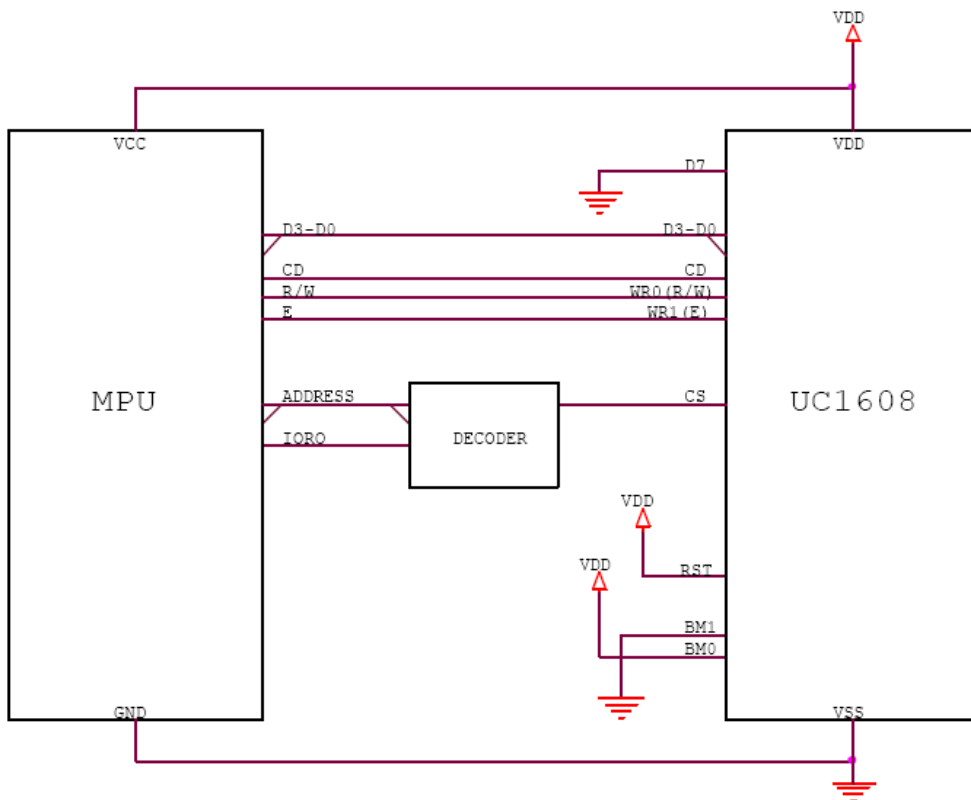 VDD
VCC
VDD
D7
D3-D0
D3-D0
CD
CD
R/W
WR0(R/W)
E
WR1(E)
MPU
ADDRESS
CS
UC1608
IORQ
DECODER
VDD
VDD
RST
BM1
BM0
GND
VSS